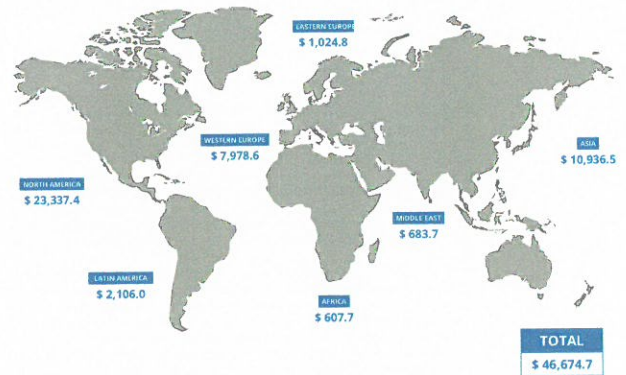 EASTERN EUROPE
$ 1,024.8
WESTERN EUROPE
$ 7,978.6
ASIA
$ 10,936.5
NORTH AMERICA
$ 23,337.4
MIDDLE EAST
$ 683.7
LATIN AMERICA
$ 2,106.0
AFRICA
$ 607.7
TOTAL
$ 46,674.7